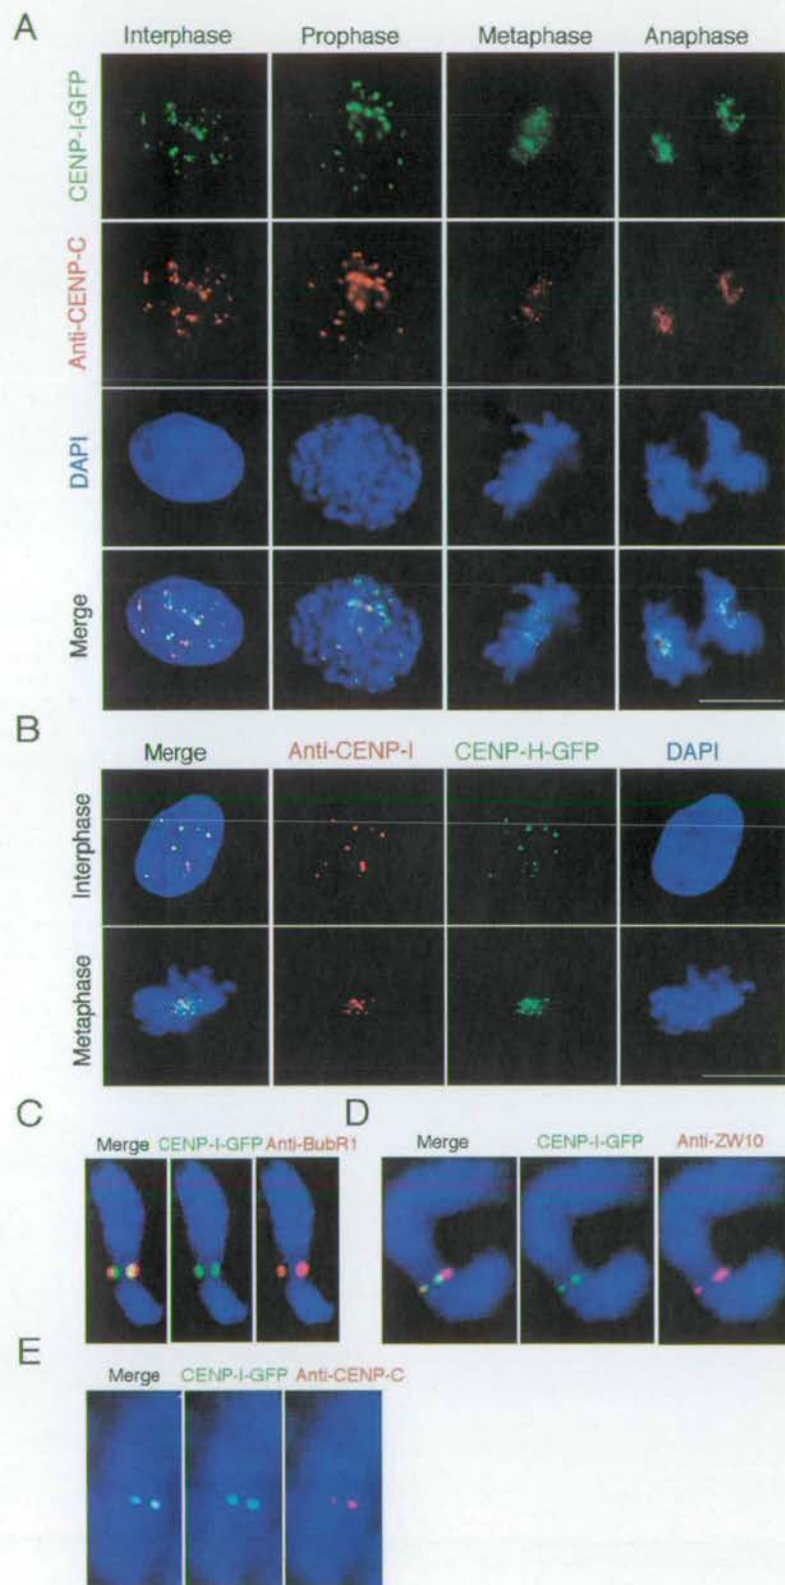 A
Interphase Prophase Metaphase Anaphase
CENP-I-GFP
Anti-CENP-C
DAPI
Merge
B
Merge Anti-CENP-I CENP-H-GFP DAPI
Interphase
Metaphase
C D
Merge CENP-I-GFP Anti-BubR1 Merge CENP-I-GFP Anti-ZW10
E
Merge CENP-I-GFP Anti-CENP-C